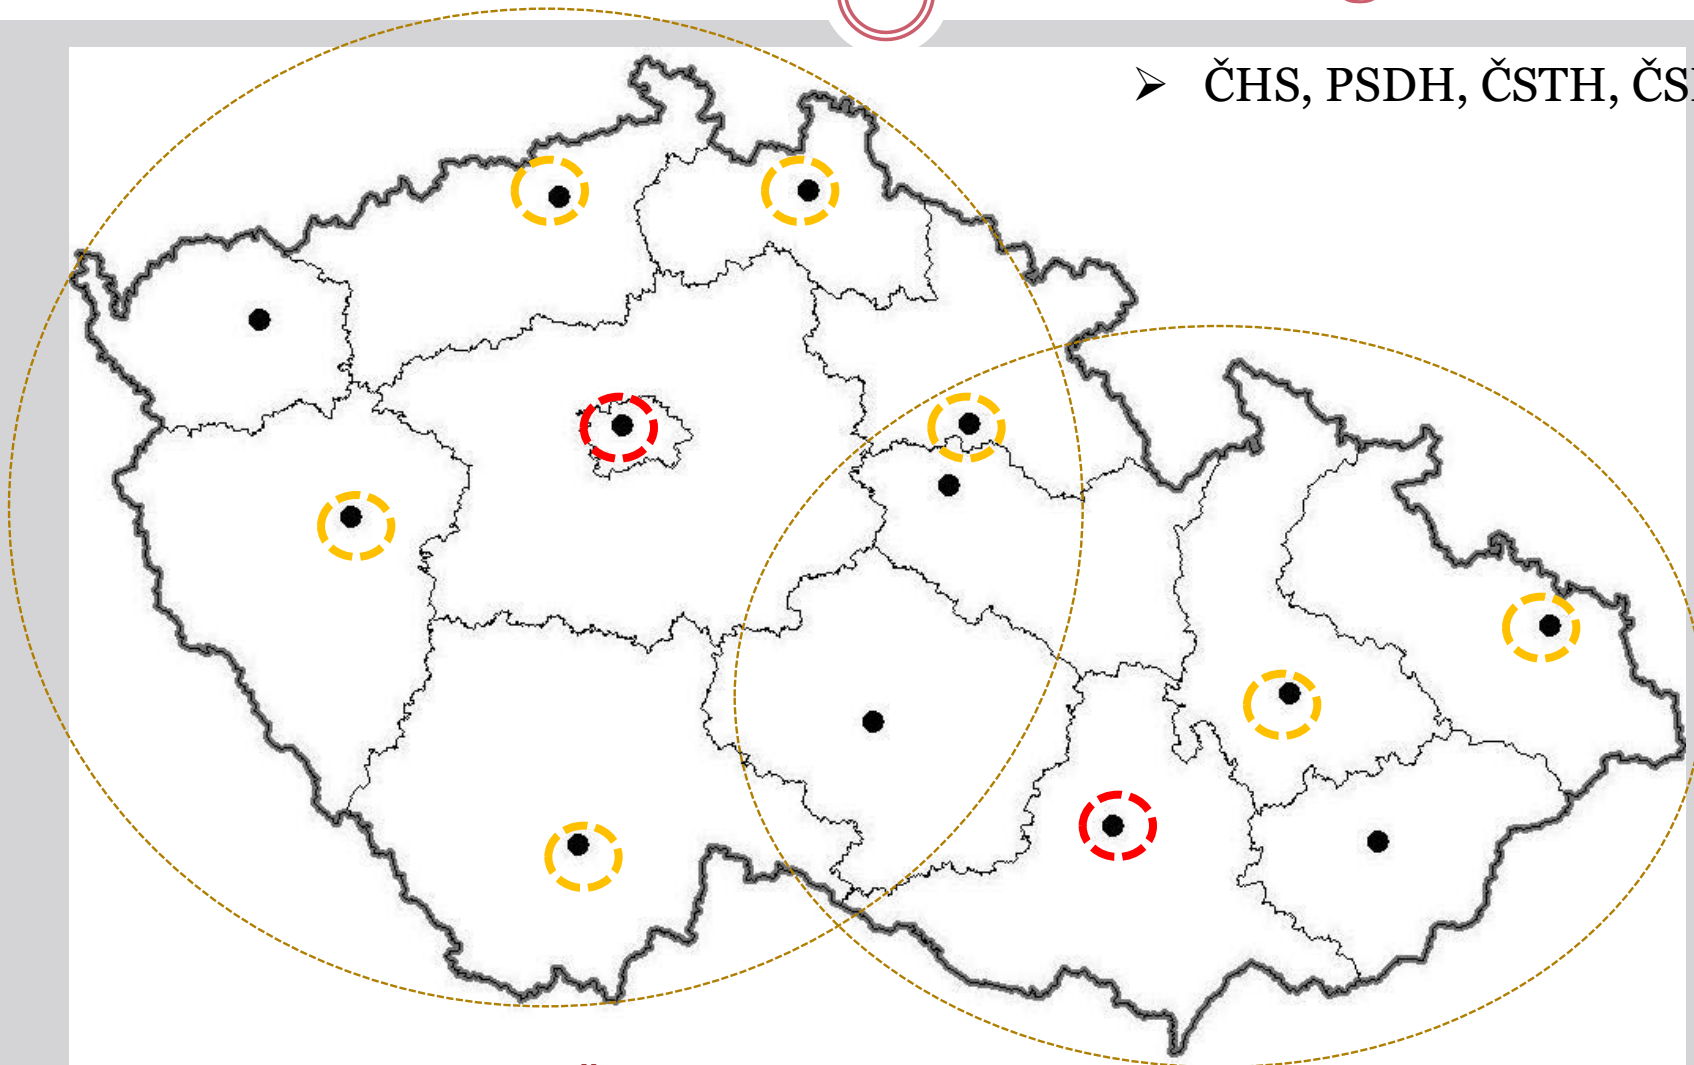 ➢ ČHS, PSDH, ČSTH,